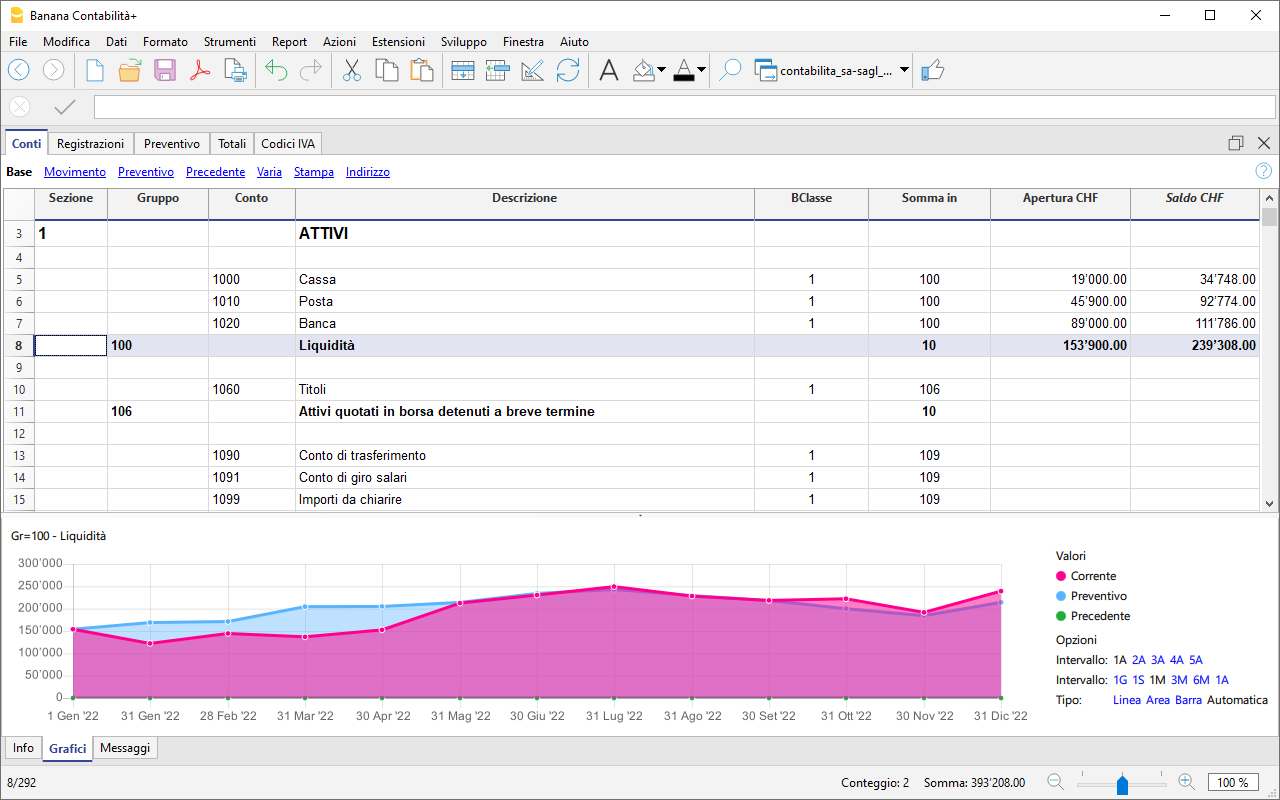 Banana Contabilità+
File Modifica Dati Formato Strumenti Report Azioni Estensioni Sviluppo Finestra Aiuto
contabilita_sa-sagl_...
Conti Registrazioni Preventivo Totali Codici IVA
Base Movimento Preventivo Precedente Varia Stampa Indirizzo
Sezione Gruppo Conto Descrizione BClasse Somma in Apertura CHF Saldo CHF
3 1 ATTIVI
4
5 1000 Cassa 1 100 19'000.00 34'748.00
6 1010 Posta 1 100 45'900.00 92'774.00
7 1020 Banca 1 100 89'000.00 111'786.00
8 100 Liquidità 10 153'900.00 239'308.00
9
10 1060 Titoli 1 106
11 106 Attivi quotati in borsa detenuti a breve termine 10
12
13 1090 Conto di trasferimento 1 109
14 1091 Conto di giro salari 1 109
15 1099 Importi da chiarire 1 109
Gr=100 - Liquidità
300'000
250'000
200'000
150'000
100'000
50'000
0
1 Gen '22 31 Gen '22 28 Feb '22 31 Mar '22 30 Apr '22 31 Mag '22 30 Giu '22 31 Lug '22 31 Ago '22 30 Set '22 31 Ott '22 30 Nov '22 31 Dic '22
Valori
Corrente
Preventivo
Precedente
Opzioni
Intervallo: 1A 2A 3A 4A 5A
Intervallo: 1G 1S 1M 3M 6M 1A
Tipo: Linea Area Barra Automatica
Info Grafici Messaggi
8/292 Conteggio: 2 Somma: 393'208.00 100 %